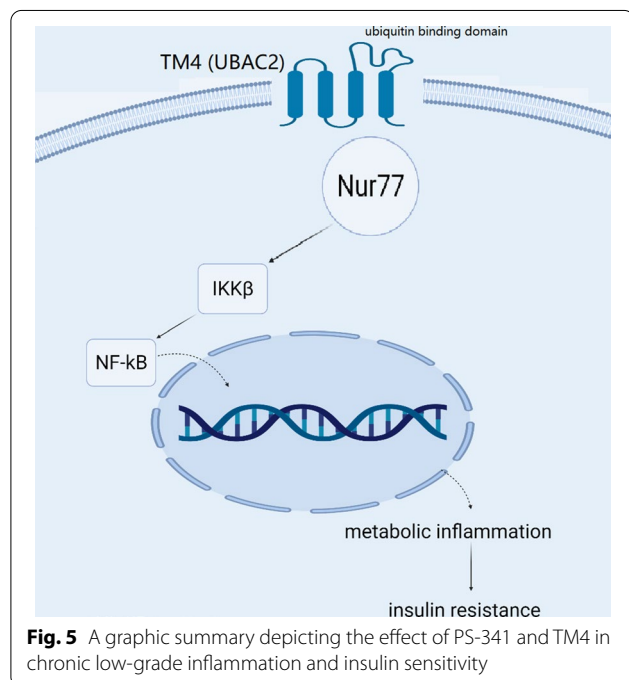 ubiquitin binding domain
TM4 (UBAC2)
Nur77
IKKβ
NF-kB
metabolic inflammation
insulin resistance
Fig. 5 A graphic summary depicting the effect of PS-341 and TM4 in
chronic low-grade inflammation and insulin sensitivity